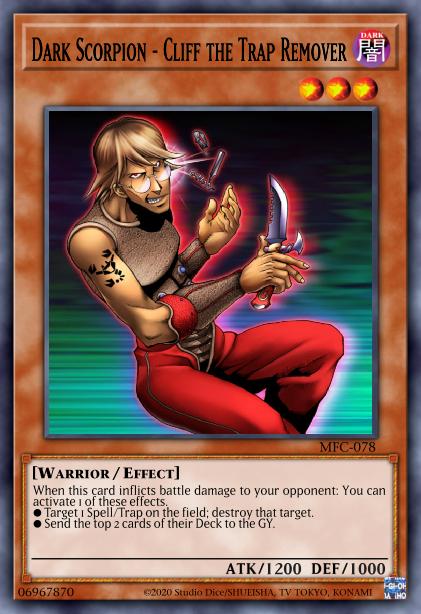 Dark Scorpion - Cliff the Trap Remover
DARK
闇
MFC-078
[Warrior / Effect]
When this card inflicts battle damage to your opponent: You can
activate 1 of these effects.
● Target 1 Spell/Trap on the field; destroy that target.
● Send the top 2 cards of their Deck to the GY.
ATK/1200 DEF/1000
06967870
©2020 Studio Dice/SHUEISHA, TV TOKYO, KONAMI